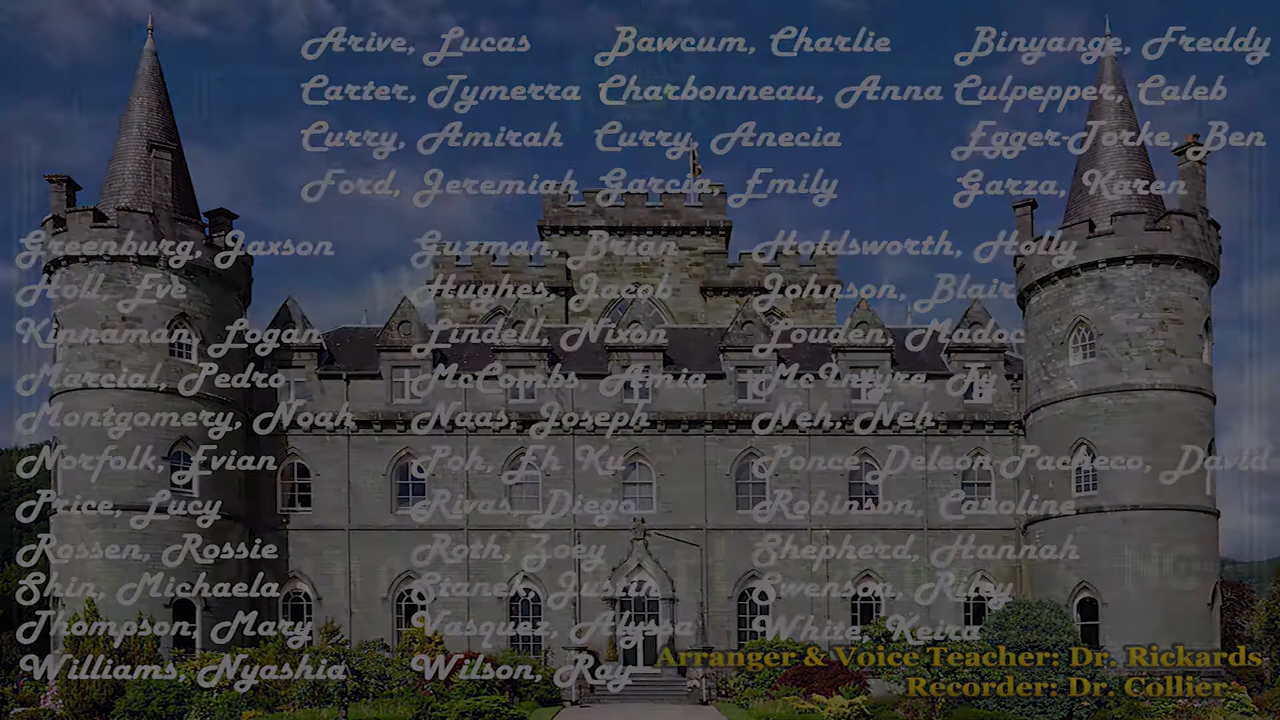 Arive, Lucas Bawcum, Charlie Binyange, Freddy
Carter, Tymerra Charbonneau, Anna Culpepper, Caleb
Curry, Amirah Curry, Anecia Egger-Torke, Ben
Ford, Jeremiah Garcia, Emily Garza, Karen
Greenburg, Jaxson Guzman, Brian Holdsworth, Holly
Holl, Eve Hughes, Jacob Johnson, Blair
Kinnaman, Logan Lindell, Nixon Louden, Madoc
Marcial, Pedro McCombs, Amia McIntyre, Ty
Montgomery, Noah Naas, Joseph Neh, Neh
Norfolk, Evian Poh, Eh Ku Ponce Deleon Pacheco, David
Price, Lucy Rivas, Diego Robinson, Caroline
Rossen, Rossie Roth, Zoey Shepherd, Hannah
Shin, Michaela Stanek, Justin Swenson, Riley
Thompson, Mary Vasquez, Alyssa White, Keira
Williams, Nyashia Wilson, Ray
Arranger & Voice Teacher: Dr. Rickards
Recorder: Dr. Collier